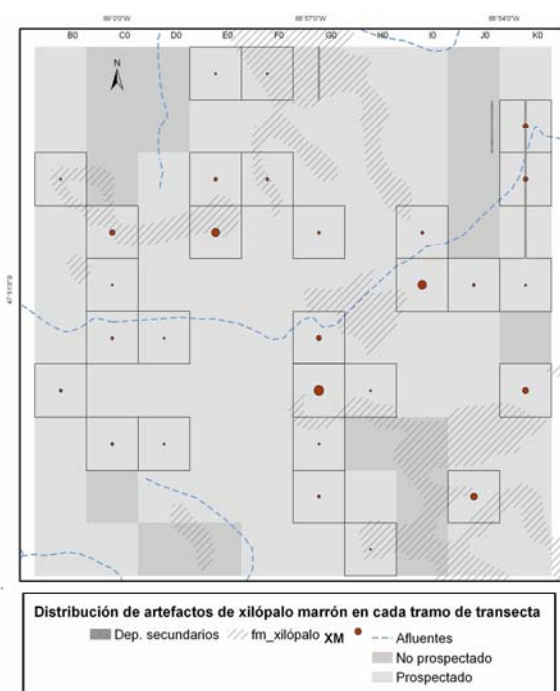 69°0'0"W 68°57'0"W 68°54'0"W
B0 C0 D0 E0 F0 G0 H0 I0 J0 K0
N
Distribución de artefactos de xilópalo marrón en cada tramo de transecta
Dep. secundarios fm_xilópalo XM Afluentes
No prospectado
Prospectado